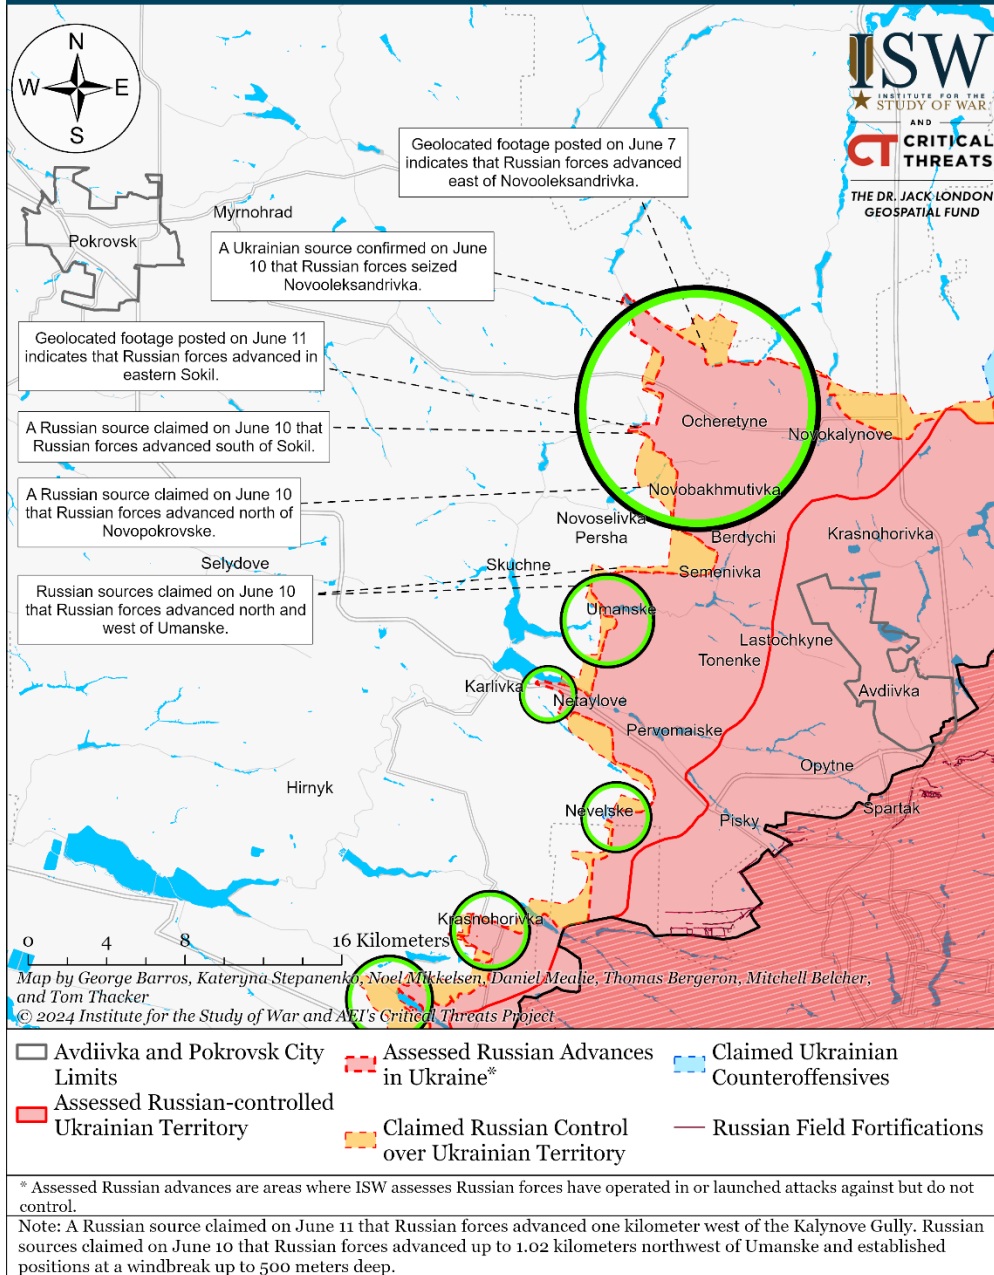 N
W
E
S
ISW
INSTITUTE FOR THE
STUDY OF WAR
AND
CT CRITICAL
THREATS
THE DR. JACK LONDON
GEOSPATIAL FUND
Geolocated footage posted on June 7
indicates that Russian forces advanced
east of Novooleksandrivka.
Myrnohrad
Pokrovsk
A Ukrainian source confirmed on June
10 that Russian forces seized
Novooleksandrivka.
Geolocated footage posted on June 11
indicates that Russian forces advanced in
eastern Sokil.
A Russian source claimed on June 10 that
Russian forces advanced south of Sokil.
Ocheretyne
Novokalynove
A Russian source claimed on June 10
that Russian forces advanced north of
Novopokrovske.
Novobakhmutivka
Novoselivka
Persha
Berdychi
Krasnohorivka
Selydove
Skuchne
Semenivka
Russian sources claimed on June 10
that Russian forces advanced north and
west of Umanske.
Umanske
Lastochkyne
Tonenke
Karlivka
Netaylove
Avdiivka
Pervomaiske
Opytne
Hirnyk
Nevelske
Pisky
Spartak
Krasnohorivka
0 4 8 16 Kilometers
Map by George Barros, Kateryna Stepanenko, Noel Mikkelsen, Daniel Mealie, Thomas Bergeron, Mitchell Belcher,
and Tom Thacker
© 2024 Institute for the Study of War and AEI's Critical Threats Project
Avdiivka and Pokrovsk City
Limits
Assessed Russian-controlled
Ukrainian Territory
Assessed Russian Advances
in Ukraine*
Claimed Russian Control
over Ukrainian Territory
Claimed Ukrainian
Counteroffensives
Russian Field Fortifications
* Assessed Russian advances are areas where ISW assesses Russian forces have operated in or launched attacks against but do not
control.
Note: A Russian source claimed on June 11 that Russian forces advanced one kilometer west of the Kalynove Gully. Russian
sources claimed on June 10 that Russian forces advanced up to 1.02 kilometers northwest of Umanske and established
positions at a windbreak up to 500 meters deep.